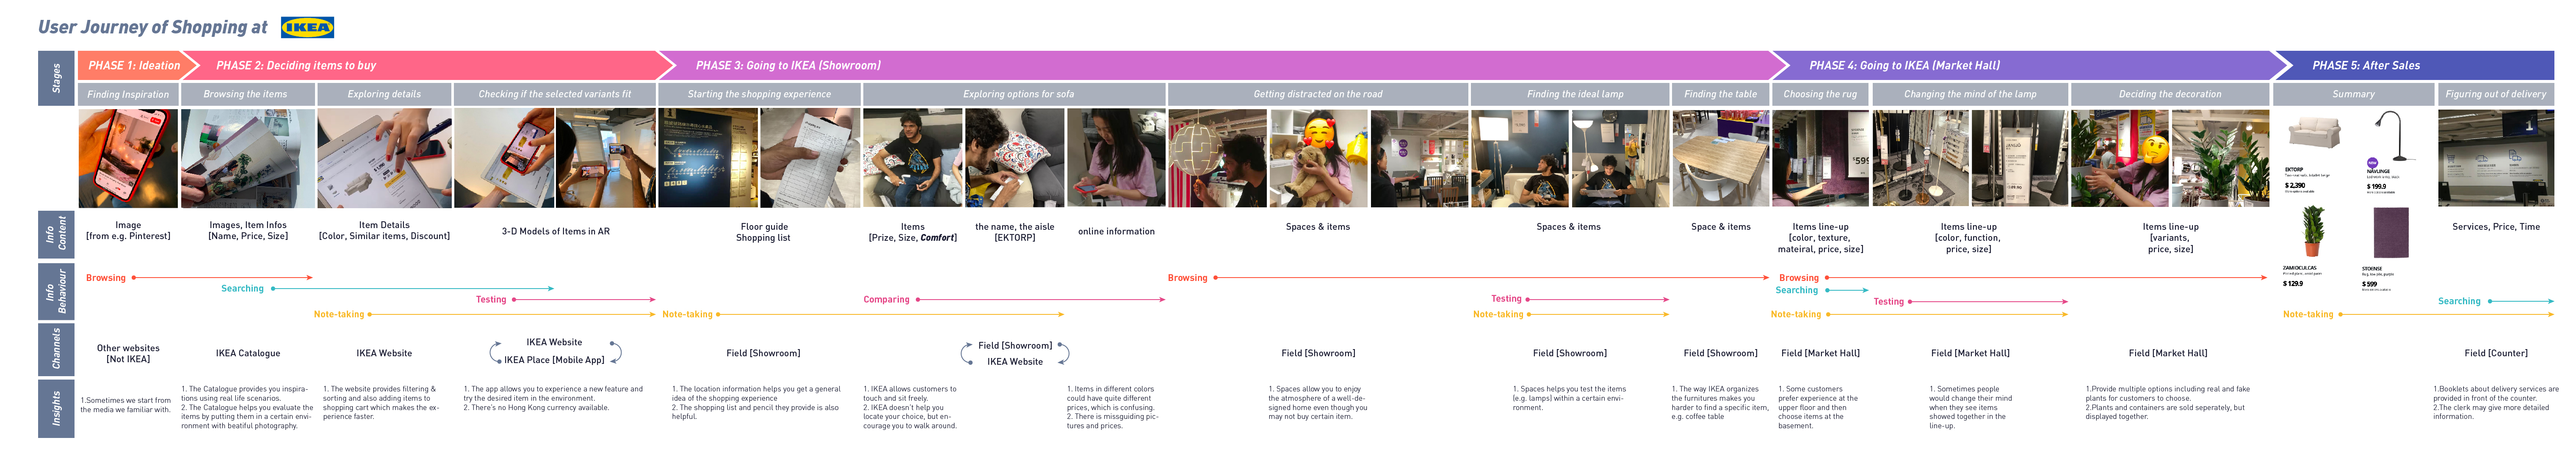 User Journey of Shopping at IKEA
Stages
PHASE 1: Ideation
PHASE 2: Deciding items to buy
PHASE 3: Going to IKEA (Showroom)
PHASE 4: Going to IKEA (Market Hall)
PHASE 5: After Sales
Finding Inspiration
Browsing the items
Exploring details
Checking if the selected variants fit
Starting the shopping experience
Exploring options for sofa
Getting distracted on the road
Finding the ideal lamp
Finding the table
Choosing the rug
Changing the mind of the lamp
Deciding the decoration
Summary
Figuring out of delivery
$599
1
EKTORP
$ 2,390
new
NÄVLINGE
$ 199.9
ZAMIOCULCAS
$ 129.9
STOENSE
$ 599
Info
Content
Image
[from e.g. Pinterest]
Images, Item Infos
[Name, Price, Size]
Item Details
[Color, Similar items, Discount]
3-D Models of Items in AR
Floor guide
Shopping list
Items
[Prize, Size, Comfort]
the name, the aisle
[EKTORP]
online information
Spaces & items
Spaces & items
Space & items
Items line-up
[color, texture,
mateiral, price, size]
Items line-up
[color, function,
price, size]
Items line-up
[variants,
price, size]
Services, Price, Time
Info
Behaviour
Browsing
Searching
Testing
Note-taking
Note-taking
Comparing
Browsing
Testing
Note-taking
Browsing
Searching
Testing
Note-taking
Searching
Note-taking
Channels
Other websites
[Not IKEA]
IKEA Catalogue
IKEA Website
IKEA Website
IKEA Place [Mobile App]
Field [Showroom]
Field [Showroom]
IKEA Website
Field [Showroom]
Field [Showroom]
Field [Showroom]
Field [Market Hall]
Field [Market Hall]
Field [Market Hall]
Field [Counter]
Insights
1.Sometimes we start from
the media we familiar with.
1. The Catalogue provides you inspira-
tions using real life scenarios.
2. The Catalogue helps you evaluate the
items by putting them in a certain envi-
ronment with beatiful photography.
1. The website provides filtering &
sorting and also adding items to
shopping cart which makes the ex-
perience faster.
1. The app allows you to experience a new feature and
try the desired item in the environment.
2. There's no Hong Kong currency available.
1. The location information helps you get a general
idea of the shopping experience
2. The shopping list and pencil they provide is also
helpful.
1. IKEA allows customers to
touch and sit freely.
2. IKEA doesn't help you
locate your choice, but en-
courage you to walk around.
1. Items in different colors
could have quite different
prices, which is confusing.
2. There is missguiding pic-
tures and prices.
1. Spaces allow you to enjoy
the atmosphere of a well-de-
signed home even though you
may not buy certain item.
1. Spaces helps you test the items
(e.g. lamps) within a certain envi-
ronment.
1. The way IKEA organizes
the furnitures makes you
harder to find a specific item,
e.g. coffee table
1. Some customers
prefer experience at the
upper floor and then
choose items at the
basement.
1. Sometimes people
would change their mind
when they see items
showed together in the
line-up.
1.Provide multiple options including real and fake
plants for customers to choose.
2.Plants and containers are sold seperately, but
displayed together.
1.Booklets about delivery services are
provided in front of the counter.
2.The clerk may give more detailed
information.